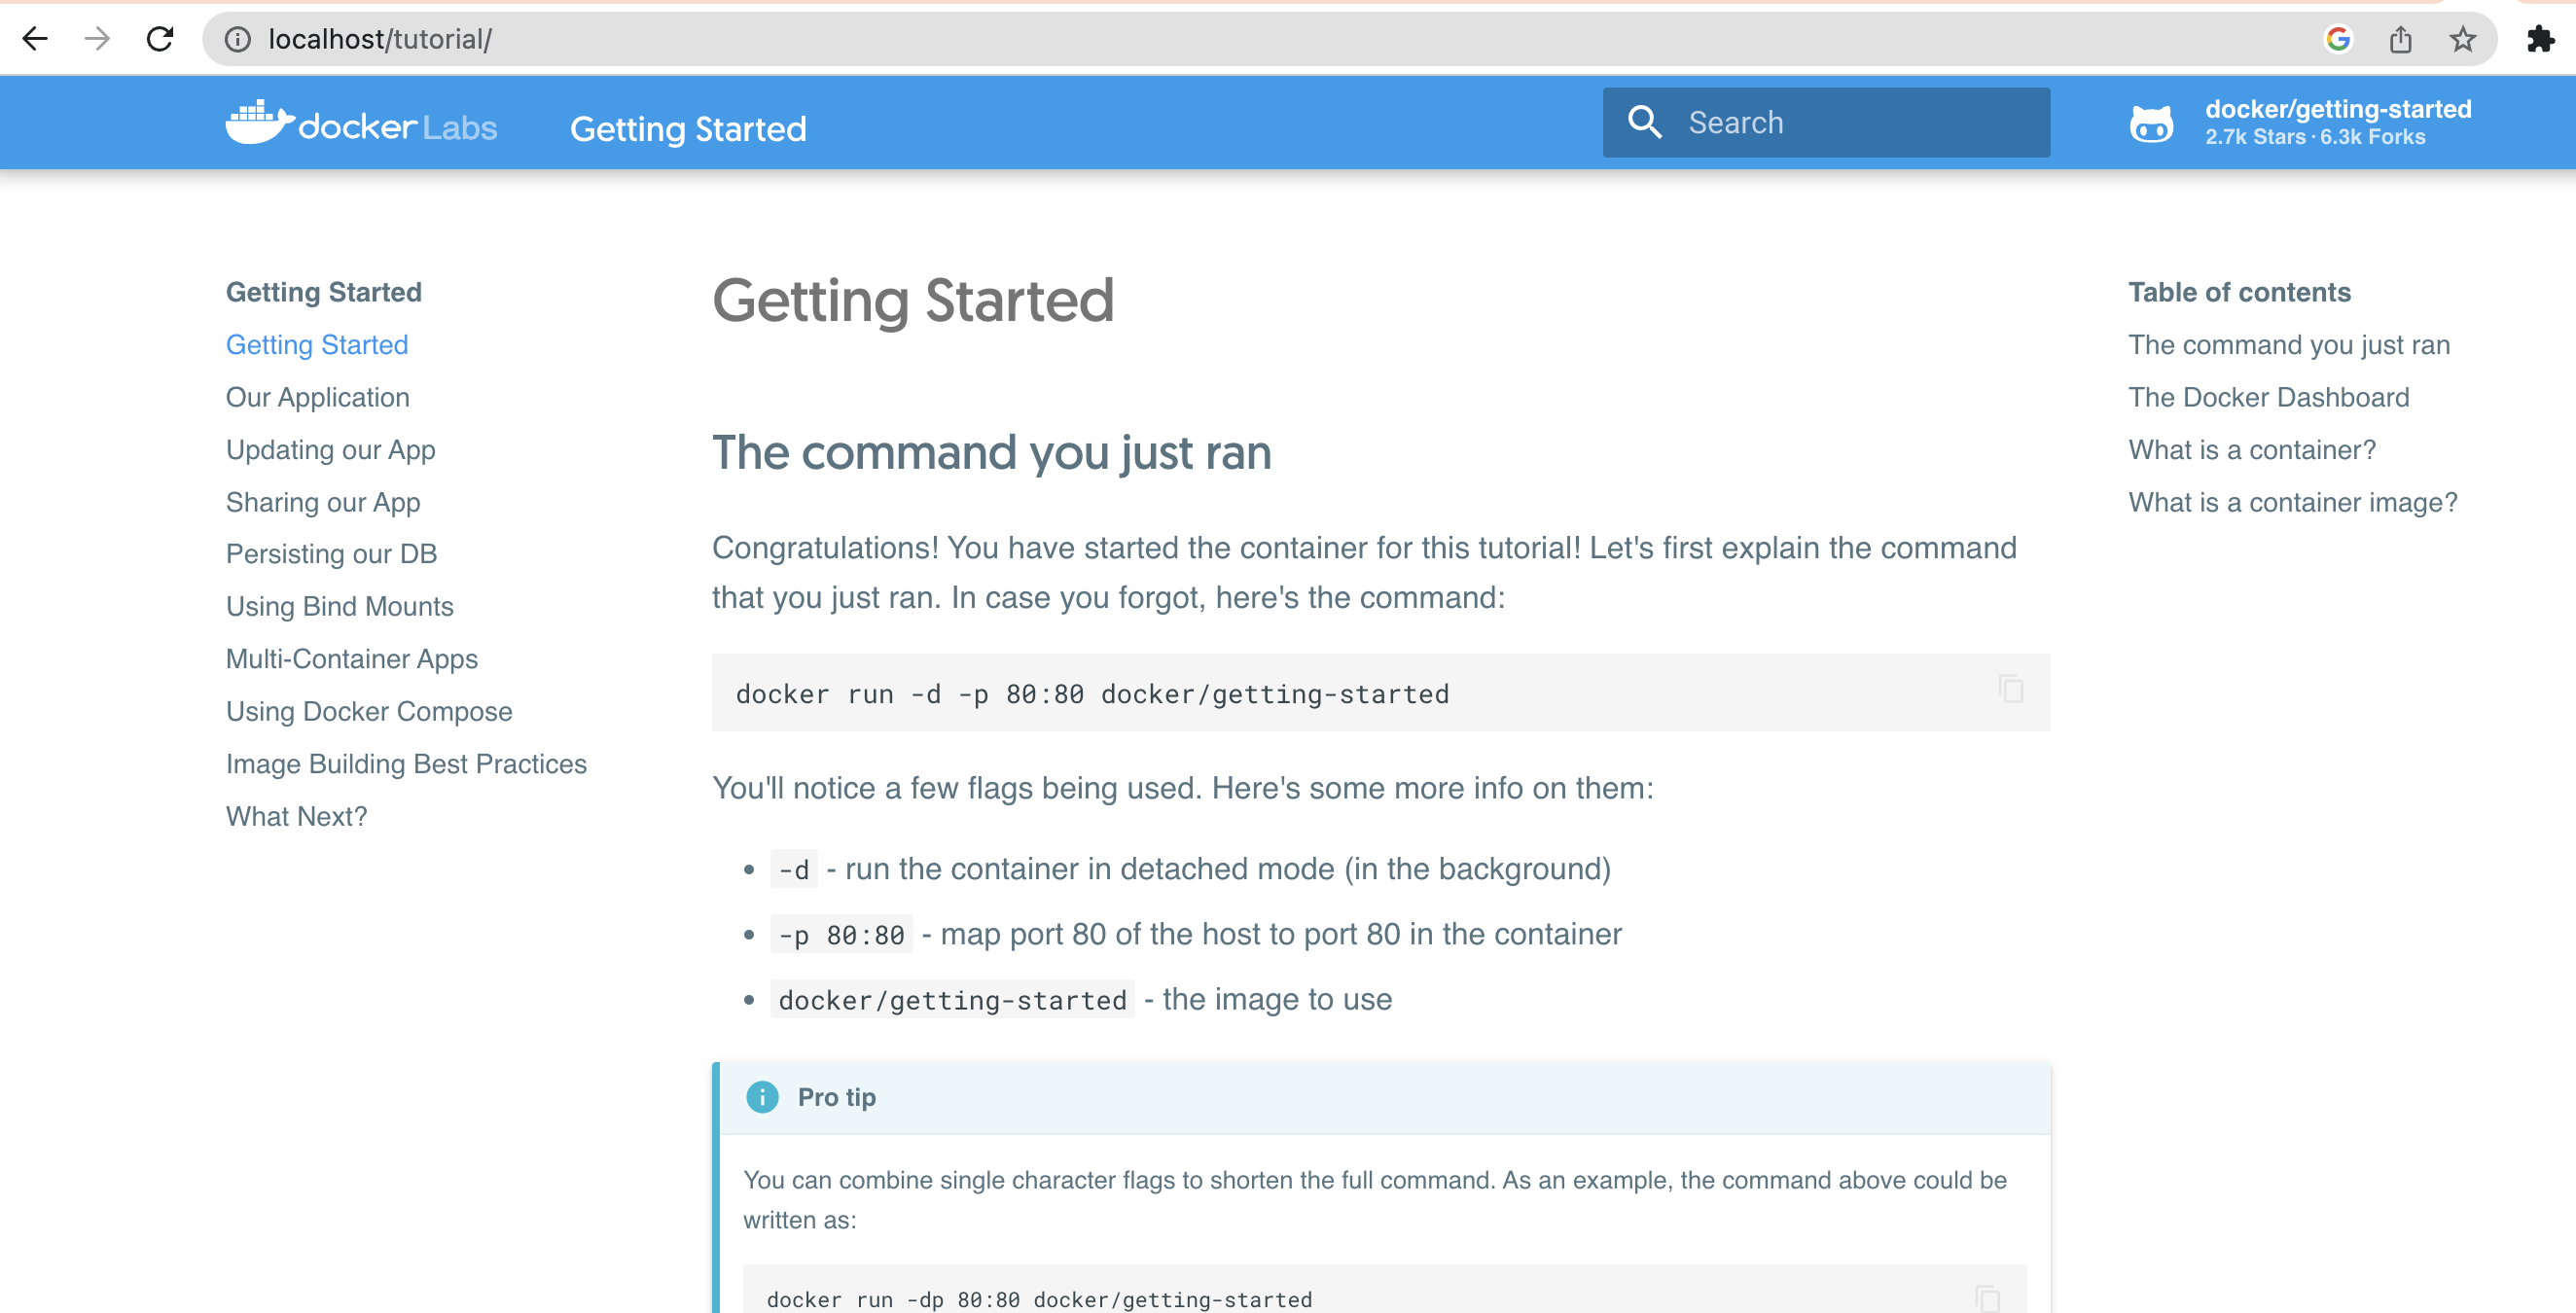 localhost/tutorial/
docker Labs
Getting Started
Search
docker/getting-started
2.7k Stars · 6.3k Forks
Getting Started
Getting Started
Our Application
Updating our App
Sharing our App
Persisting our DB
Using Bind Mounts
Multi-Container Apps
Using Docker Compose
Image Building Best Practices
What Next?
Getting Started
The command you just ran
Congratulations! You have started the container for this tutorial! Let's first explain the command
that you just ran. In case you forgot, here's the command:
docker run -d -p 80:80 docker/getting-started
You'll notice a few flags being used. Here's some more info on them:
• -d - run the container in detached mode (in the background)
• -p 80:80 - map port 80 of the host to port 80 in the container
• docker/getting-started - the image to use
Pro tip
You can combine single character flags to shorten the full command. As an example, the command above could be
written as:
docker run -dp 80:80 docker/getting-started
Table of contents
The command you just ran
The Docker Dashboard
What is a container?
What is a container image?